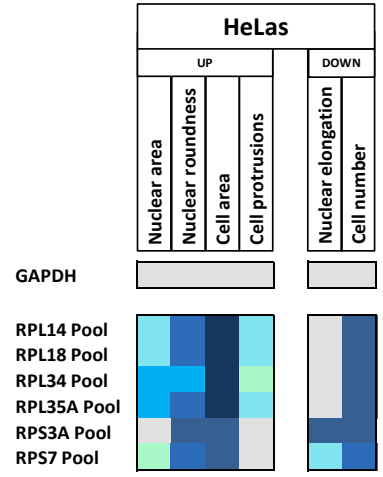 HeLas
UP
DOWN
Nuclear area
Nuclear roundness
Cell area
Cell protrusions
Nuclear elongation
Cell number
GAPDH
RPL14 Pool
RPL18 Pool
RPL34 Pool
RPL35A Pool
RPS3A Pool
RPS7 Pool